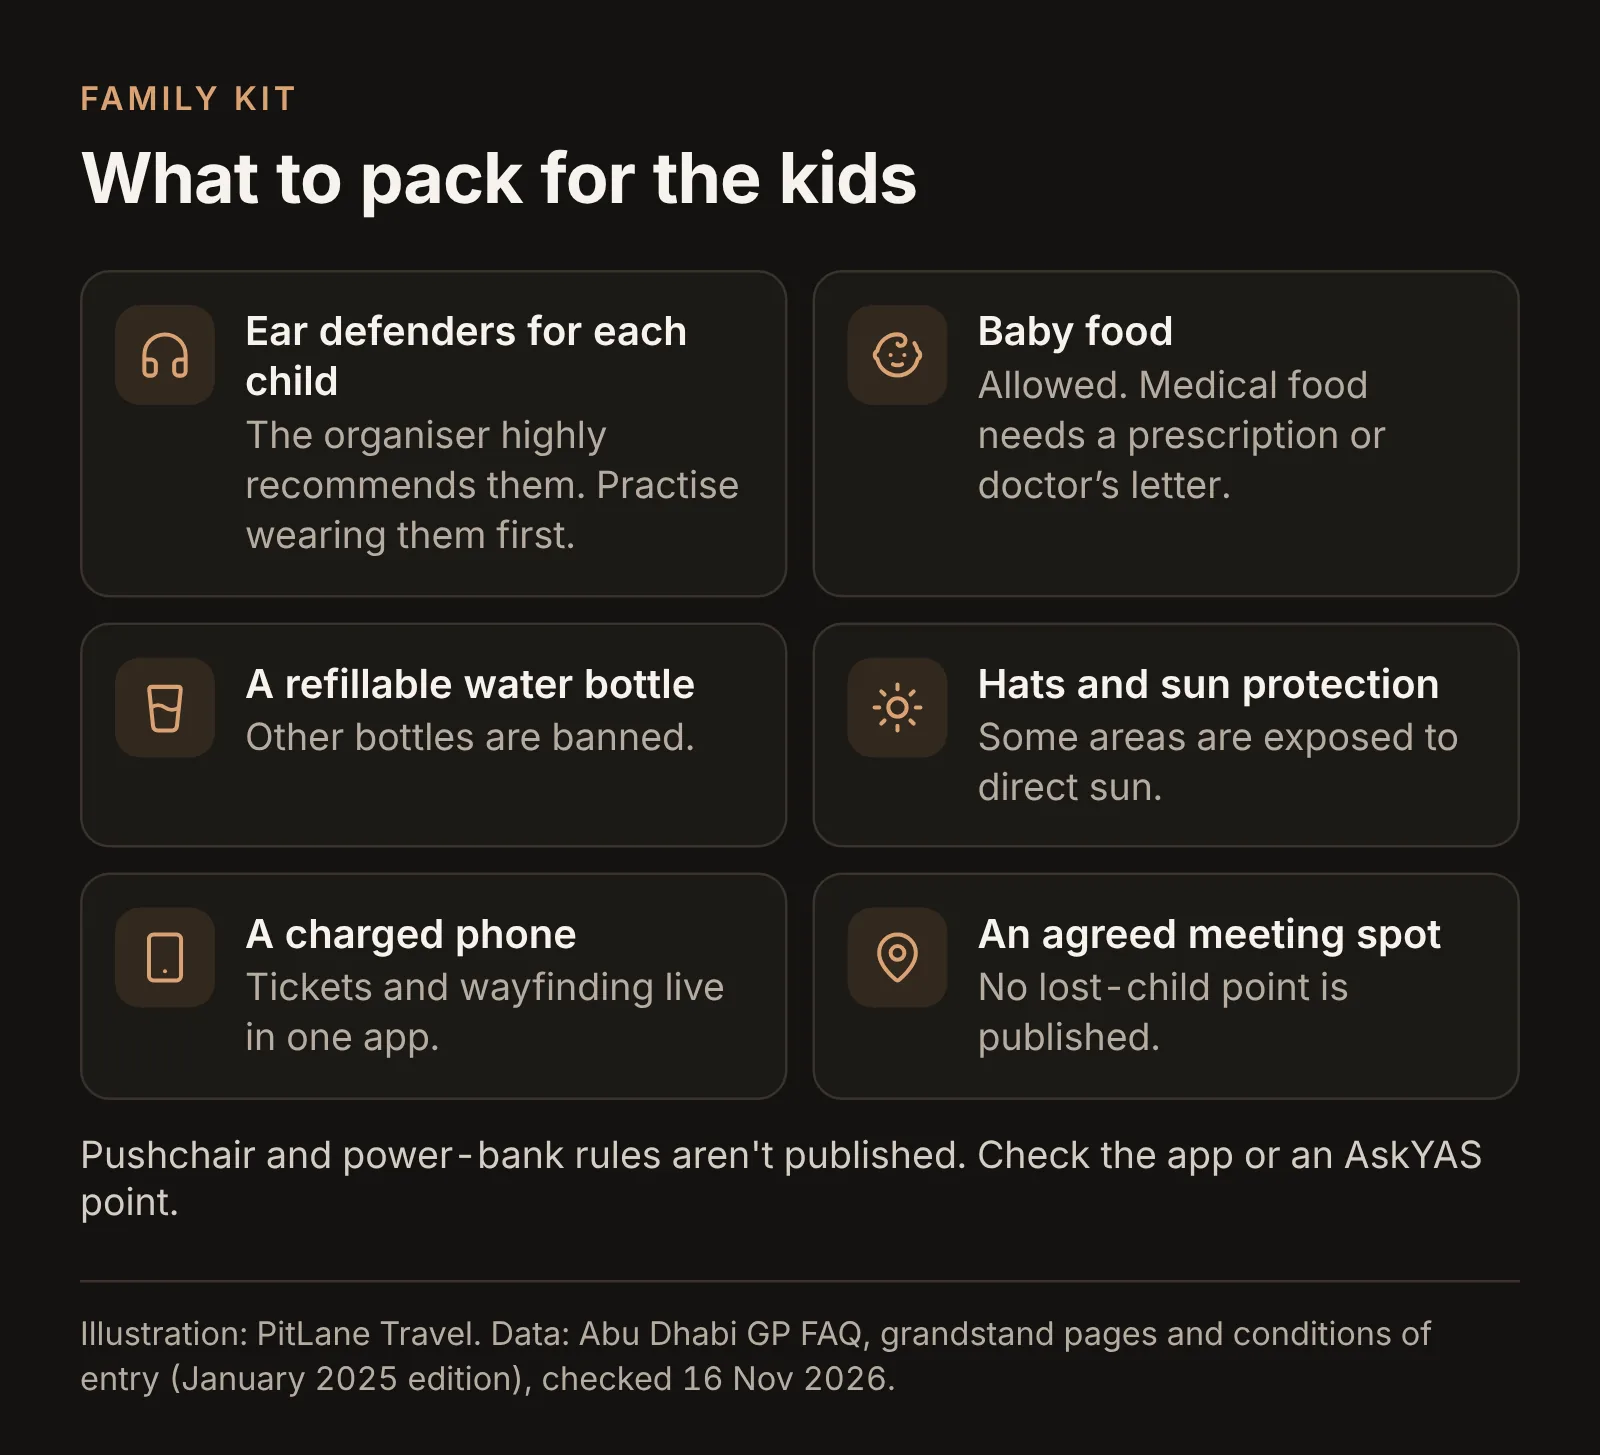 FAMILY KIT
What to pack for the kids
Ear defenders for each
child
The organiser highly
recommends them. Practise
wearing them first.
Baby food
Allowed. Medical food
needs a prescription or
doctor’s letter.
A refillable water bottle
Other bottles are banned.
Hats and sun protection
Some areas are exposed to
direct sun.
A charged phone
Tickets and wayfinding live
in one app.
An agreed meeting spot
No lost-child point is
published.
Pushchair and power-bank rules aren't published. Check the app or an AskYAS
point.
Illustration: PitLane Travel. Data: Abu Dhabi GP FAQ, grandstand pages and conditions of
entry (January 2025 edition), checked 16 Nov 2026.